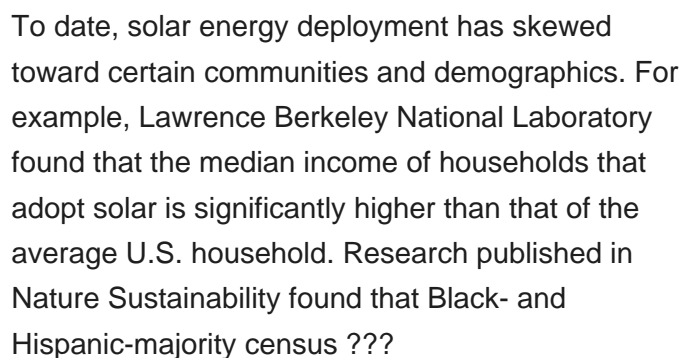 To date, solar energy deployment has skewed
toward certain communities and demographics. For
example, Lawrence Berkeley National Laboratory
found that the median income of households that
adopt solar is significantly higher than that of the
average U.S. household. Research published in
Nature Sustainability found that Black- and
Hispanic-majority census ???